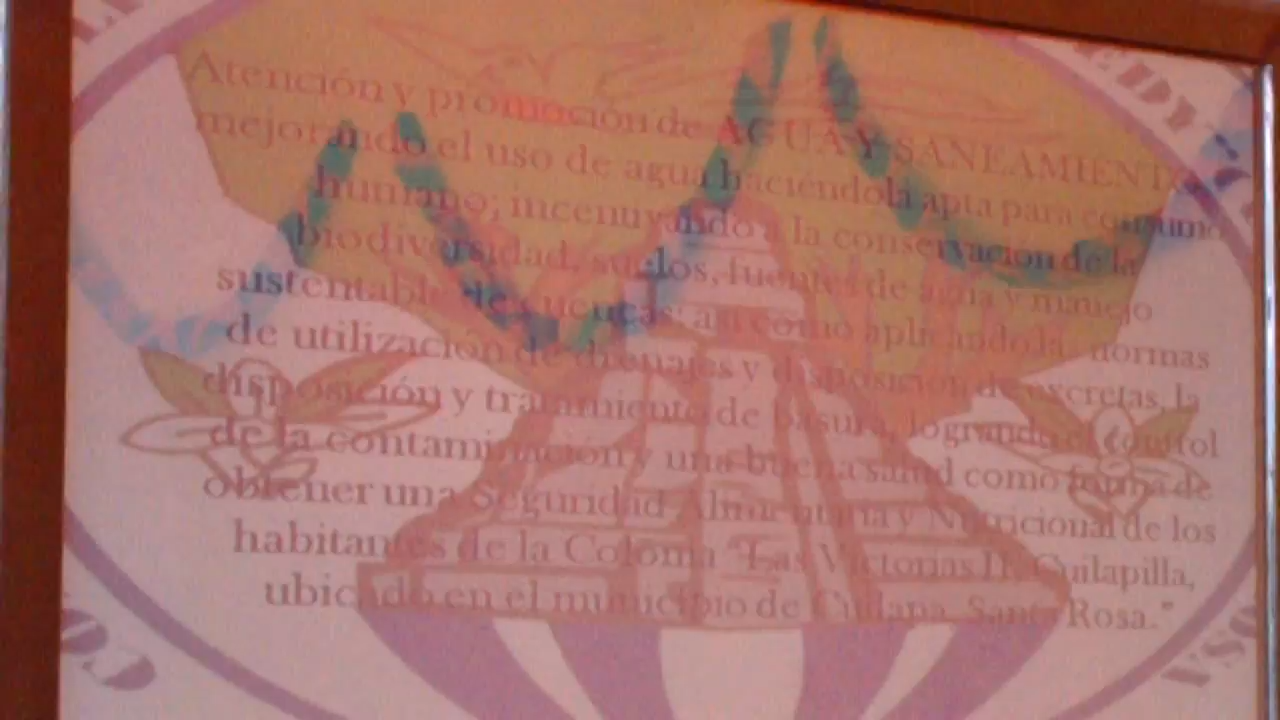 Atención y promoción de AGUA Y SANEAMIENTO,
mejorando el uso de agua haciéndola apta para consumo
humano; incentivando a la conservación de la
biodiversidad, suelos, fuentes de agua y manejo
sustentable de cuencas; así como aplicando las normas
de utilización de drenajes y disposición de excretas, la
disposición y tratamiento de basura, logrando el control
de la contaminación y una buena salud como forma de
obtener una Seguridad Alimentaria y Nutricional de los
habitantes de la Colonia "Las Victorias II, Cuilapilla,
ubicado en el municipio de Cuilapa, Santa Rosa."